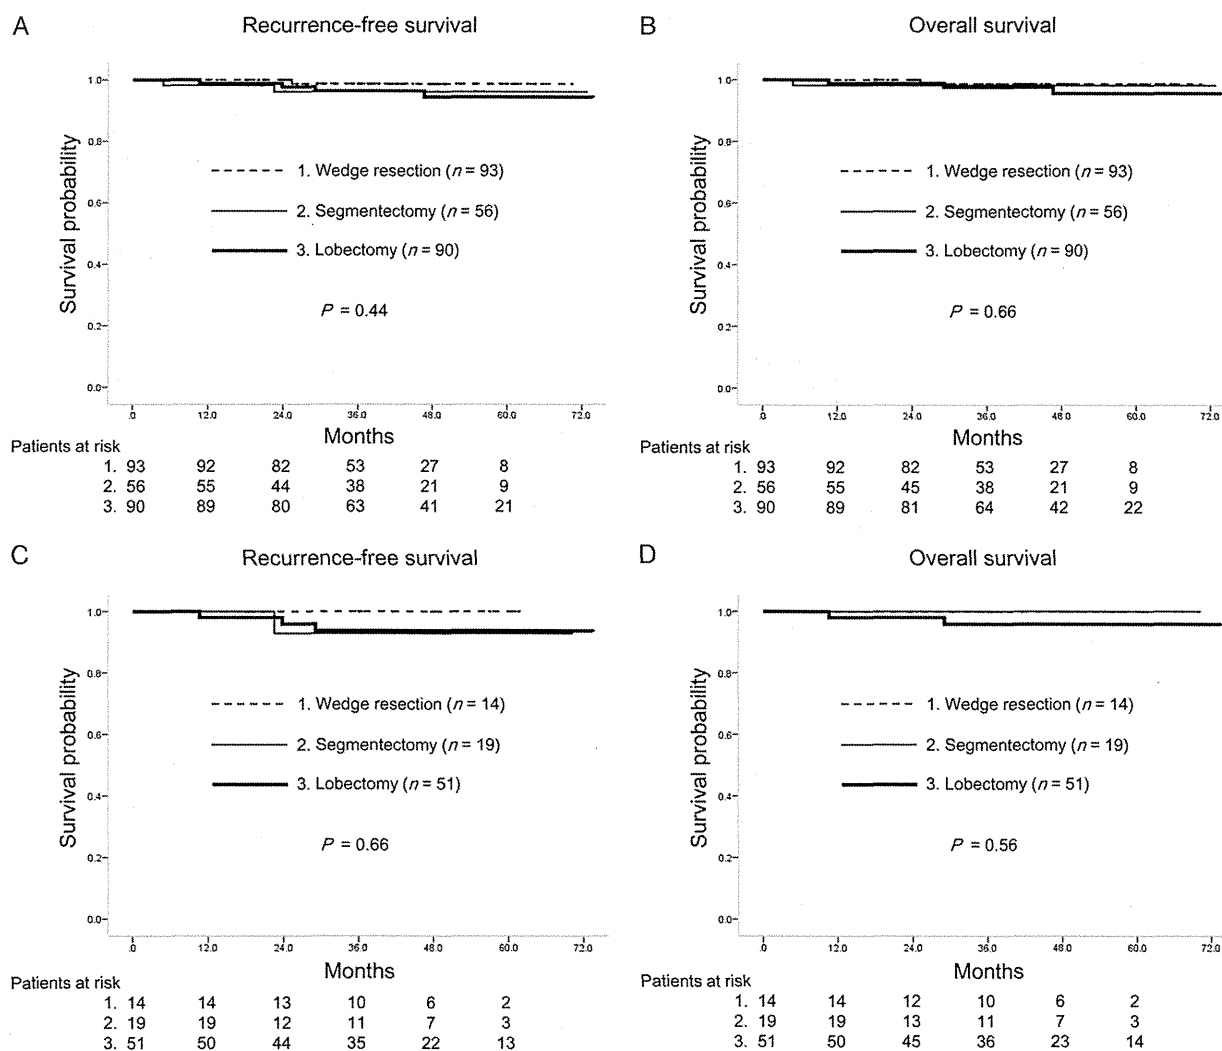 A
Recurrence-free survival
Survival probability
1.0
0.8
0.6
0.4
0.2
0.0
1. Wedge resection (n = 93)
2. Segmentectomy (n = 56)
3. Lobectomy (n = 90)
P = 0.44
.0 12.0 24.0 36.0 48.0 60.0 72.0
Months
Patients at risk
1. 93 92 82 53 27 8
2. 56 55 44 38 21 9
3. 90 89 80 63 41 21
B
Overall survival
Survival probability
1.0
0.8
0.6
0.4
0.2
0.0
1. Wedge resection (n = 93)
2. Segmentectomy (n = 56)
3. Lobectomy (n = 90)
P = 0.66
.0 12.0 24.0 36.0 48.0 60.0 72.0
Months
Patients at risk
1. 93 92 82 53 27 8
2. 56 55 45 38 21 9
3. 90 89 81 64 42 22
C
Recurrence-free survival
Survival probability
1.0
0.8
0.6
0.4
0.2
0.0
1. Wedge resection (n = 14)
2. Segmentectomy (n = 19)
3. Lobectomy (n = 51)
P = 0.66
.0 12.0 24.0 36.0 48.0 60.0 72.0
Months
Patients at risk
1. 14 14 13 10 6 2
2. 19 19 12 11 7 3
3. 51 50 44 35 22 13
D
Overall survival
Survival probability
1.0
0.8
0.6
0.4
0.2
0.0
1. Wedge resection (n = 14)
2. Segmentectomy (n = 19)
3. Lobectomy (n = 51)
P = 0.56
.0 12.0 24.0 36.0 48.0 60.0 72.0
Months
Patients at risk
1. 14 14 12 10 6 2
2. 19 19 13 11 7 3
3. 51 50 45 36 23 14